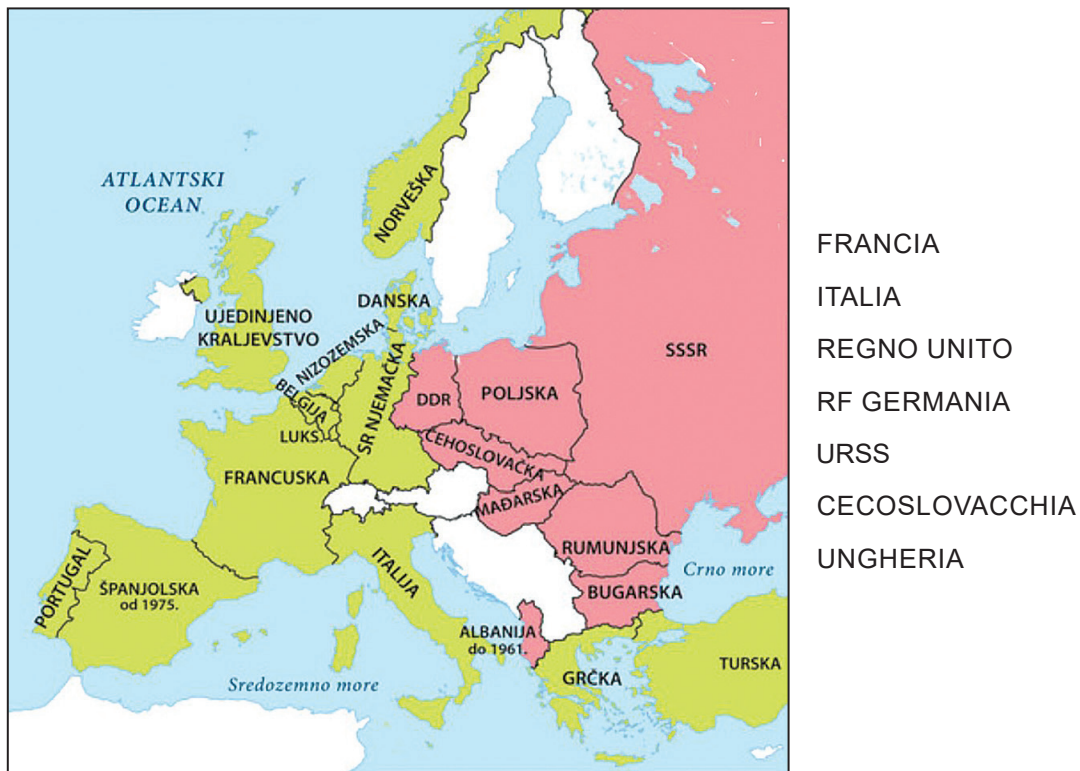 ATLANTSKI
OCEAN
NORVEŠKA
DANSKA
UJEDINJENO
KRALJEVSTVO
NIZOZEMSKA
BELGIJA
LUKS.
SR NJEMAČKA
DDR
POLJSKA
SSSR
ČEHOSLOVAČKA
MAĐARSKA
FRANCUSKA
RUMUNJSKA
BUGARSKA
Crno more
PORTUGAL
ŠPANJOLSKA
od 1975.
ITALIJA
ALBANIJA
do 1961.
GRČKA
TURSKA
Sredozemno more
FRANCIA
ITALIA
REGNO UNITO
RF GERMANIA
URSS
CECOSLOVACCHIA
UNGHERIA